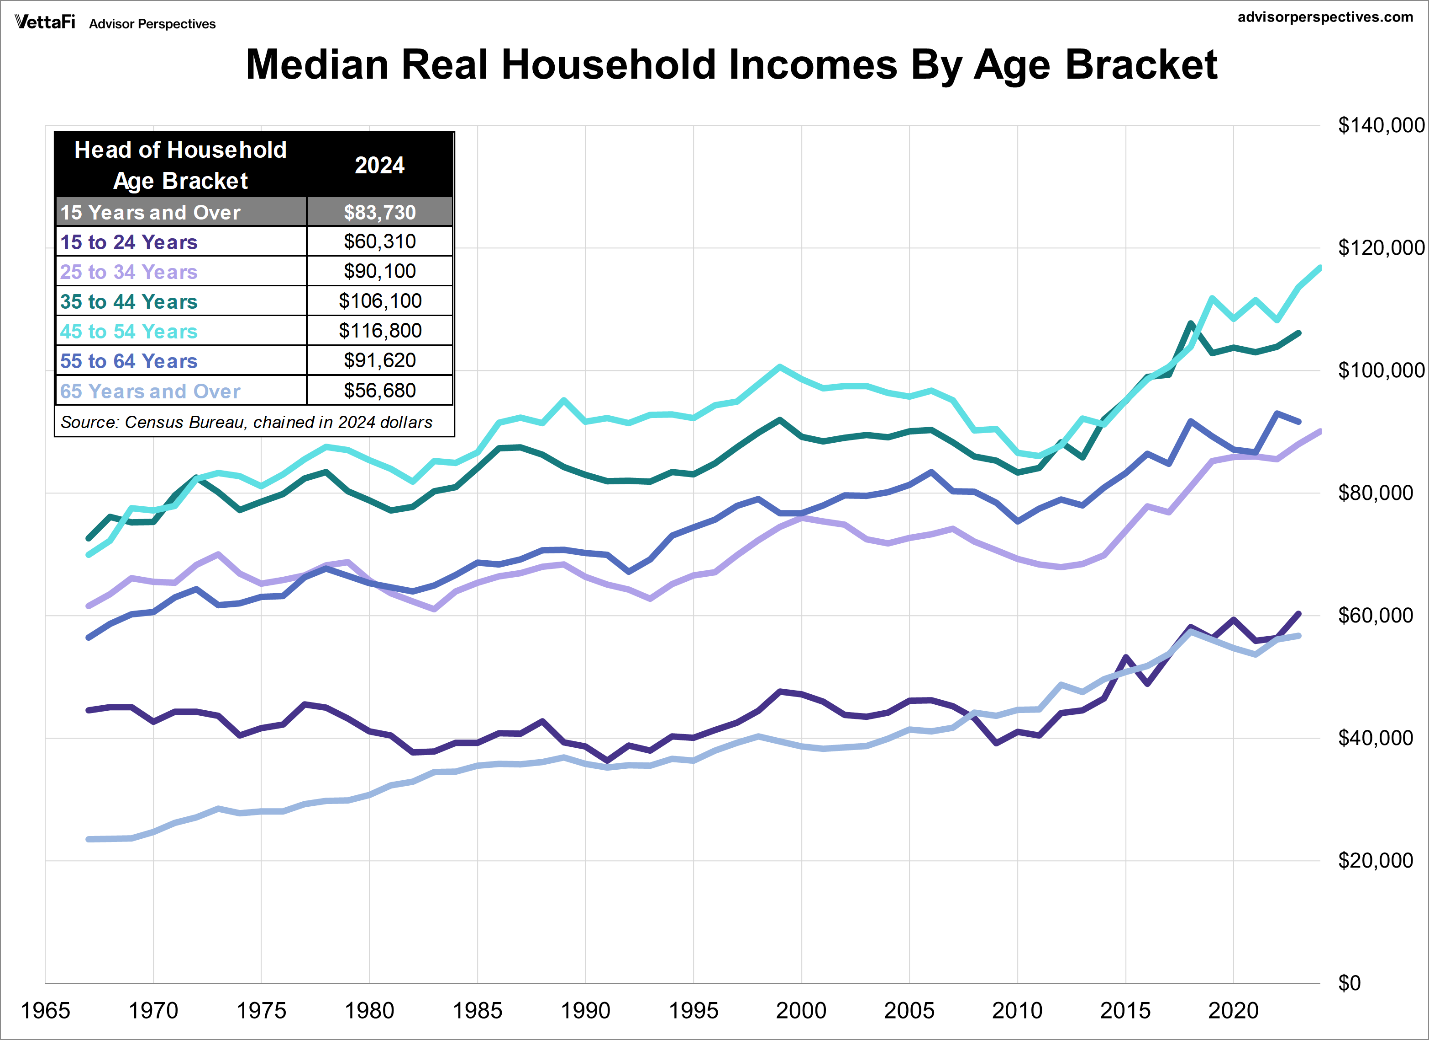 VettaFi Advisor Perspectives
advisorperspectives.com
Median Real Household Incomes By Age Bracket
Head of Household
Age Bracket
2024
15 Years and Over $83,730
15 to 24 Years $60,310
25 to 34 Years $90,100
35 to 44 Years $106,100
45 to 54 Years $116,800
55 to 64 Years $91,620
65 Years and Over $56,680
Source: Census Bureau, chained in 2024 dollars
$140,000
$120,000
$100,000
$80,000
$60,000
$40,000
$20,000
$0
1965 1970 1975 1980 1985 1990 1995 2000 2005 2010 2015 2020